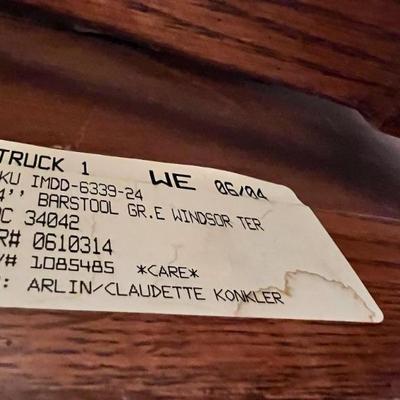 TRUCK 1 WE 06/04
KU IMDD-6339-24
4'' BARSTOOL GR.E WINDSOR TER
OC 34042
R# 0610314
# 1085485 *CARE*
: ARLIN/CLAUDETTE KONKLER